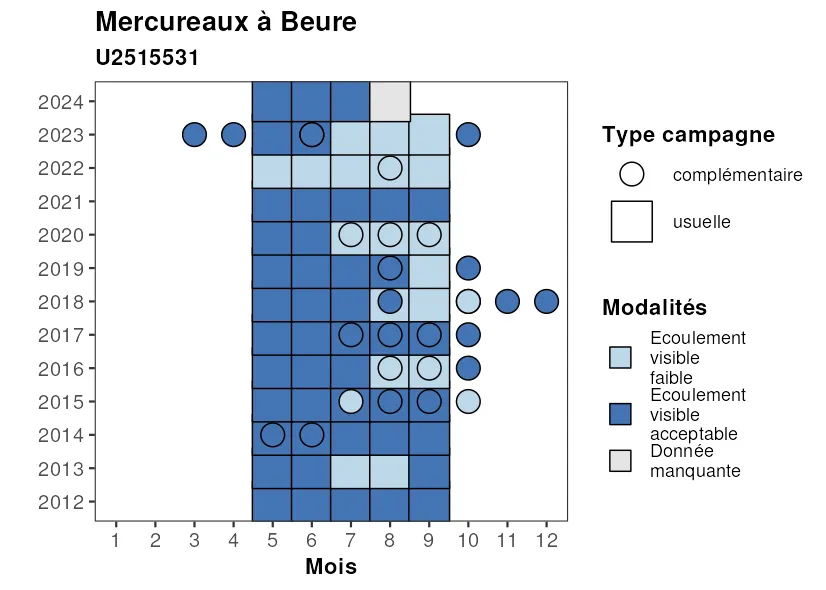 Mercureaux à Beure
U2515531
2024
2023
2022
2021
2020
2019
2018
2017
2016
2015
2014
2013
2012
1 2 3 4 5 6 7 8 9 10 11 12
Mois
Type campagne
complémentaire
usuelle
Modalités
Ecoulement
visible
faible
Ecoulement
visible
acceptable
Donnée
manquante